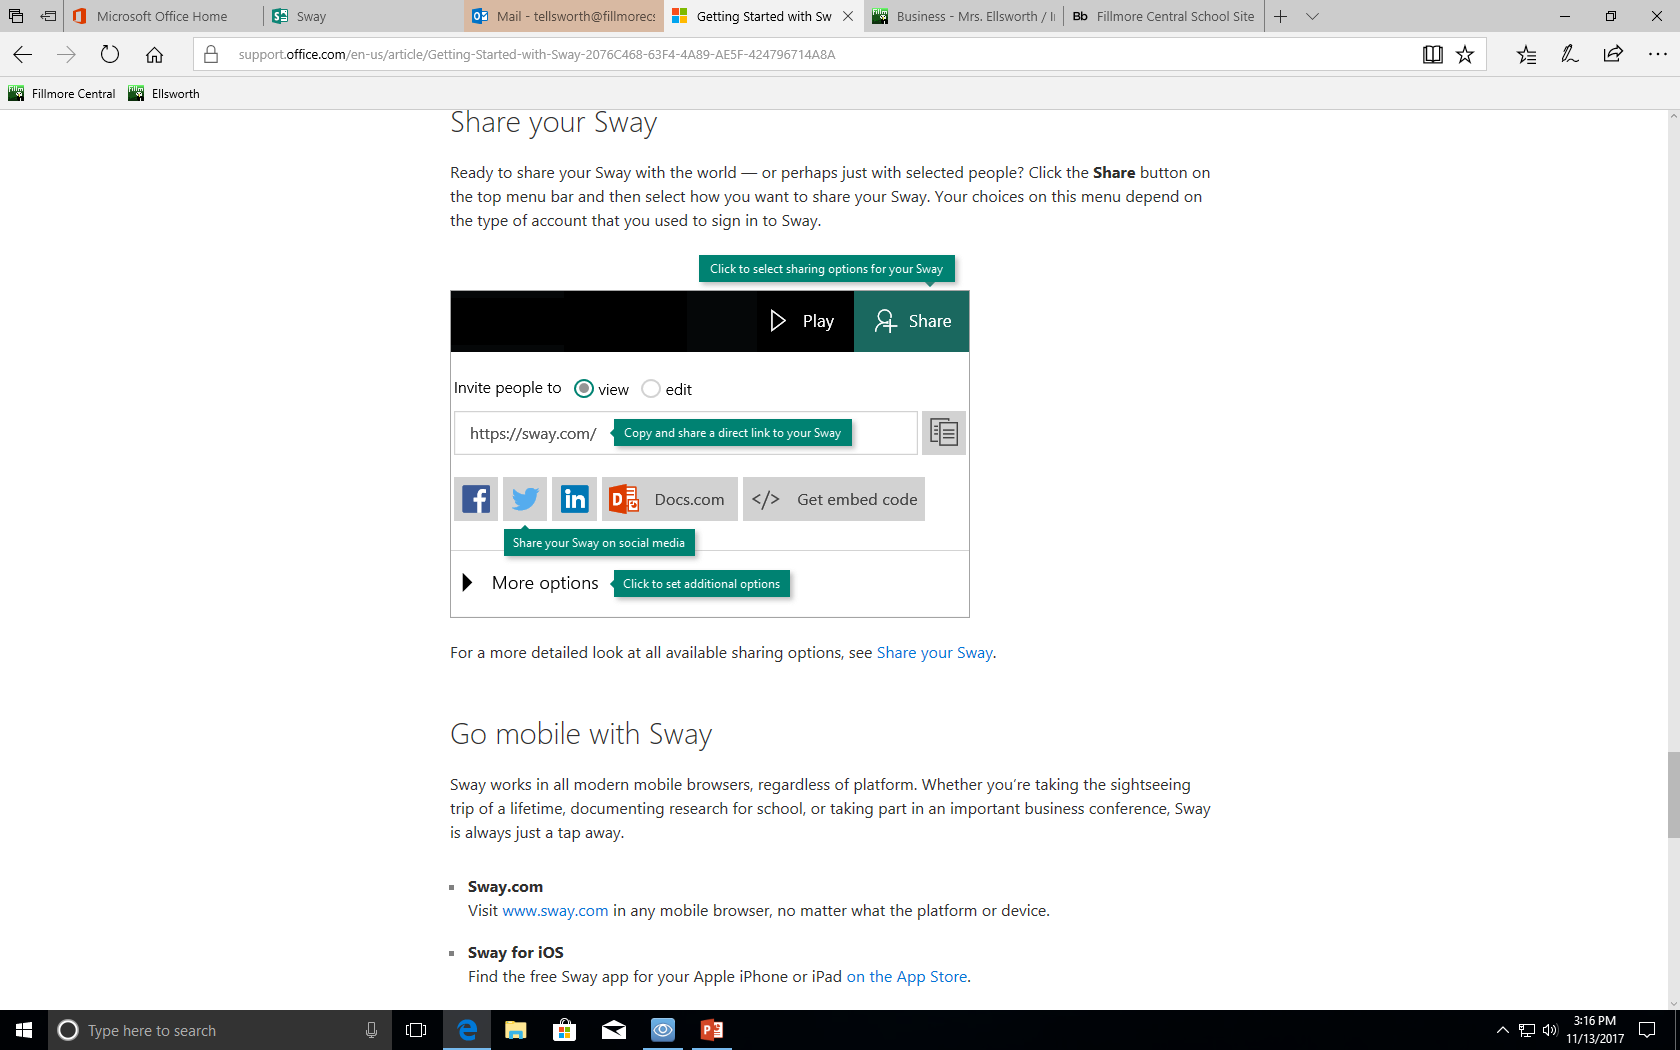 Microsoft Office Home
Sway
Mail - tellsworth@fillmorecs
Getting Started with Sw
Business - Mrs. Ellsworth / I
Bb Fillmore Central School Site
support.office.com/en-us/article/Getting-Started-with-Sway-2076C468-63F4-4A89-AE5F-424796714A8A
Fillmore Central
Ellsworth
Share your Sway
Ready to share your Sway with the world — or perhaps just with selected people? Click the Share button on
the top menu bar and then select how you want to share your Sway. Your choices on this menu depend on
the type of account that you used to sign in to Sway.
Click to select sharing options for your Sway
Play
Share
Invite people to view edit
https://sway.com/
Copy and share a direct link to your Sway
Docs.com
</> Get embed code
Share your Sway on social media
More options
Click to set additional options
For a more detailed look at all available sharing options, see Share your Sway.
Go mobile with Sway
Sway works in all modern mobile browsers, regardless of platform. Whether you're taking the sightseeing
trip of a lifetime, documenting research for school, or taking part in an important business conference, Sway
is always just a tap away.
Sway.com
Visit www.sway.com in any mobile browser, no matter what the platform or device.
Sway for iOS
Find the free Sway app for your Apple iPhone or iPad on the App Store.
Type here to search
3:16 PM
11/13/2017